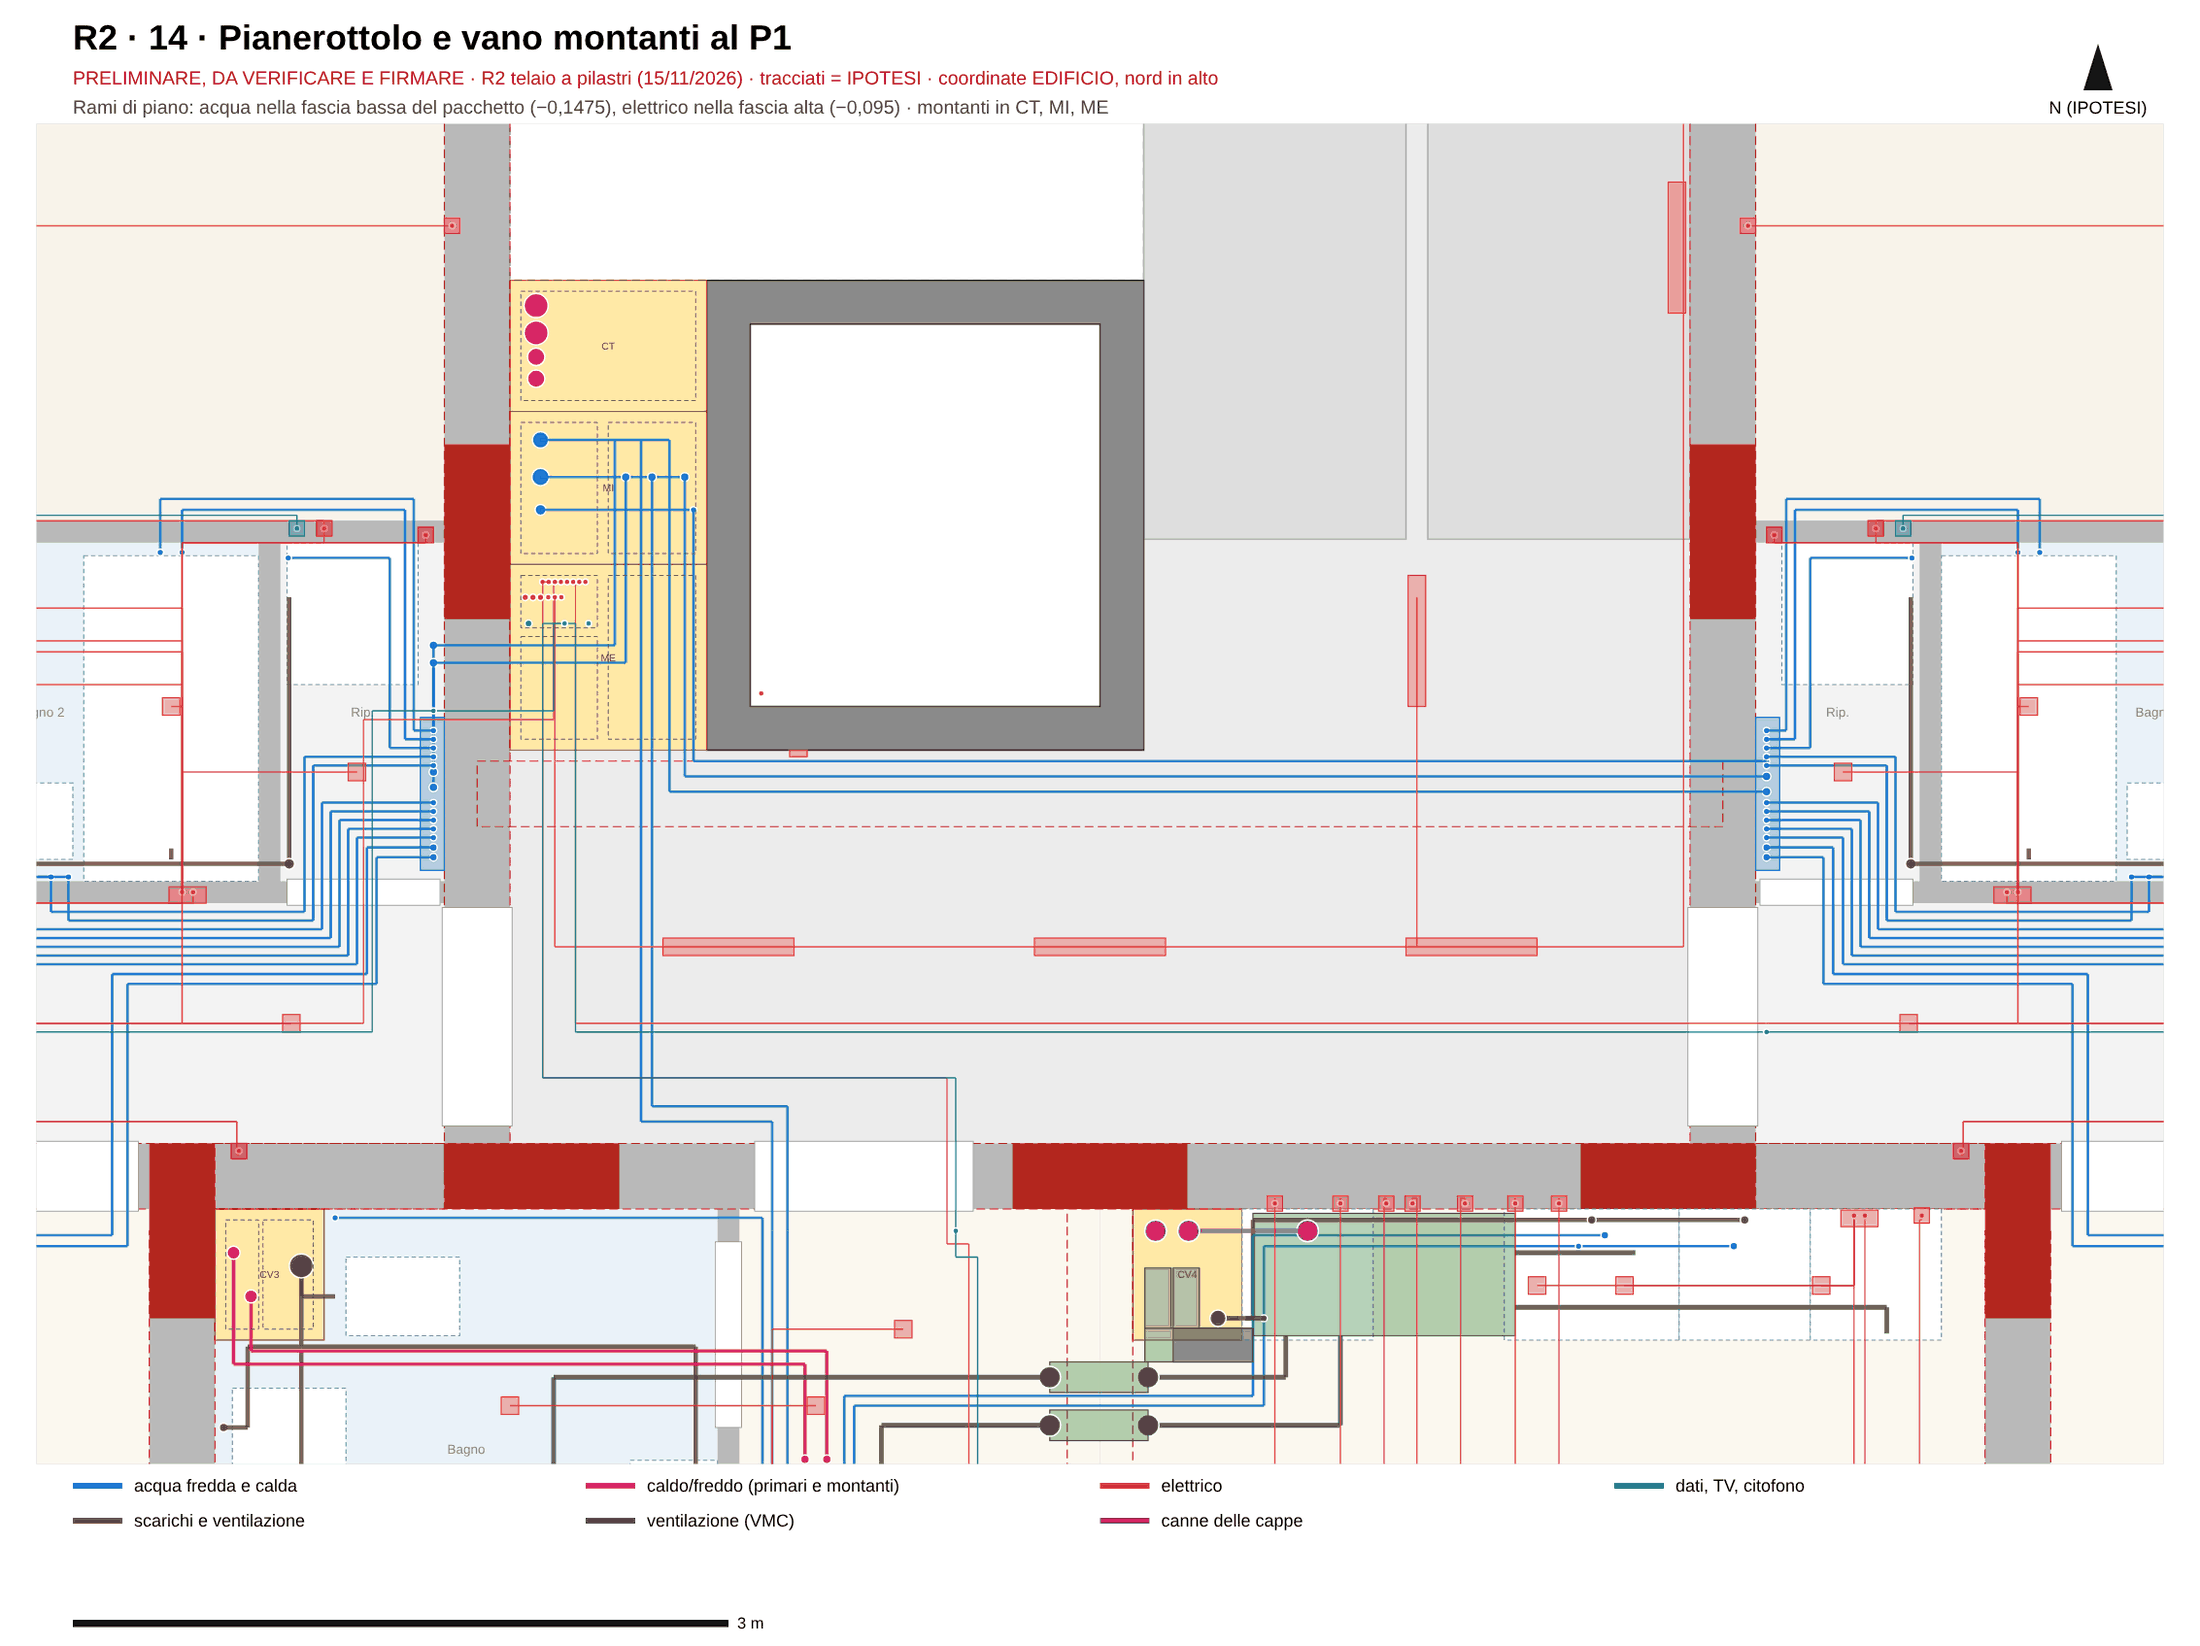 R2 · 14 · Pianerottolo e vano montanti al P1
PRELIMINARE, DA VERIFICARE E FIRMARE · R2 telaio a pilastri (15/11/2026) · tracciati = IPOTESI · coordinate EDIFICIO, nord in alto
Rami di piano: acqua nella fascia bassa del pacchetto (−0,1475), elettrico nella fascia alta (−0,095) · montanti in CT, MI, ME
N (IPOTESI)
CT
MI
ME
gno 2
Rip.
Rip.
Bagn
CV3
CV4
Bagno
acqua fredda e calda
caldo/freddo (primari e montanti)
elettrico
dati, TV, citofono
scarichi e ventilazione
ventilazione (VMC)
canne delle cappe
3 m